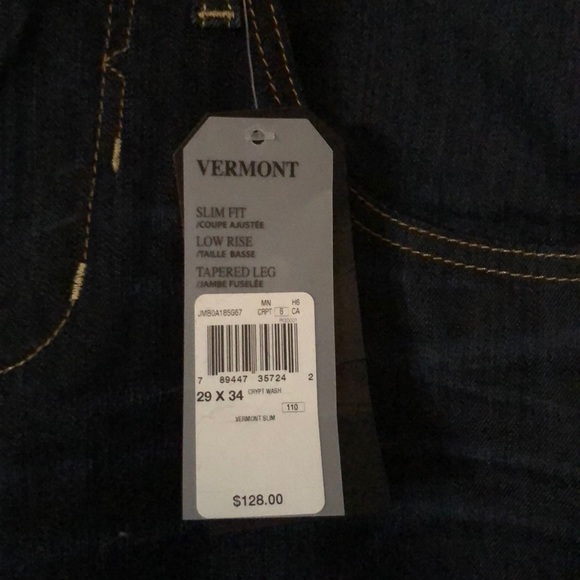 VERMONT
SLIM FIT
/COUPE AJUSTÉE
LOW RISE
/TAILLE BASSE
TAPERED LEG
/JAMBE FUSELÉE
MN H6
JMB0A185G67 CRPT B CA
7 89447 35724 2
29 X 34 CRYPT WASH
110
VERMONT SLIM
$128.00